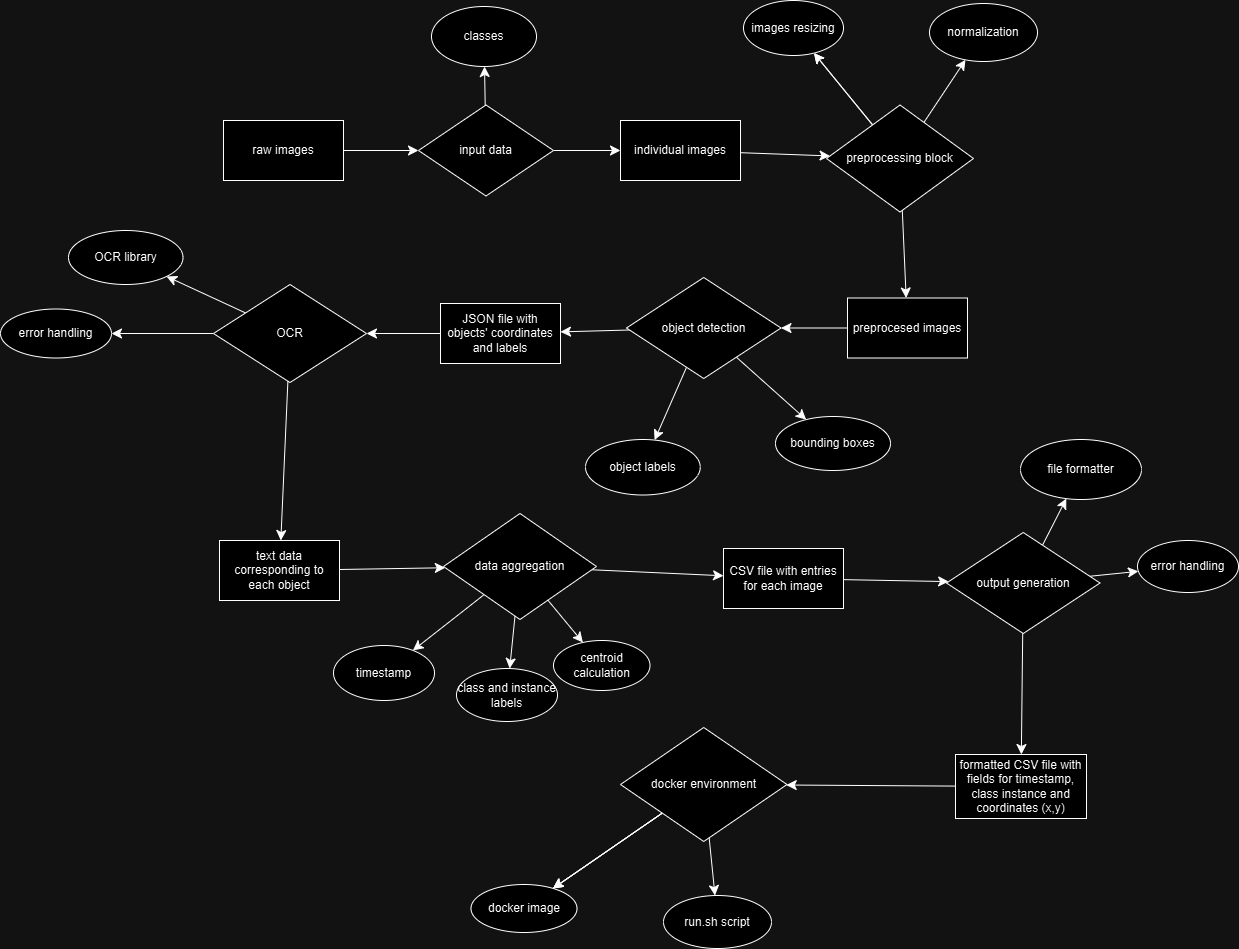 classes
images resizing
normalization
raw images
input data
individual images
preprocessing block
OCR library
error handling
OCR
JSON file with
objects' coordinates
and labels
object detection
preprocesed images
object labels
bounding boxes
file formatter
text data
corresponding to
each object
data aggregation
CSV file with entries
for each image
output generation
error handling
timestamp
class and instance
labels
centroid
calculation
docker environment
formatted CSV file with
fields for timestamp,
class instance and
coordinates (x,y)
docker image
run.sh script